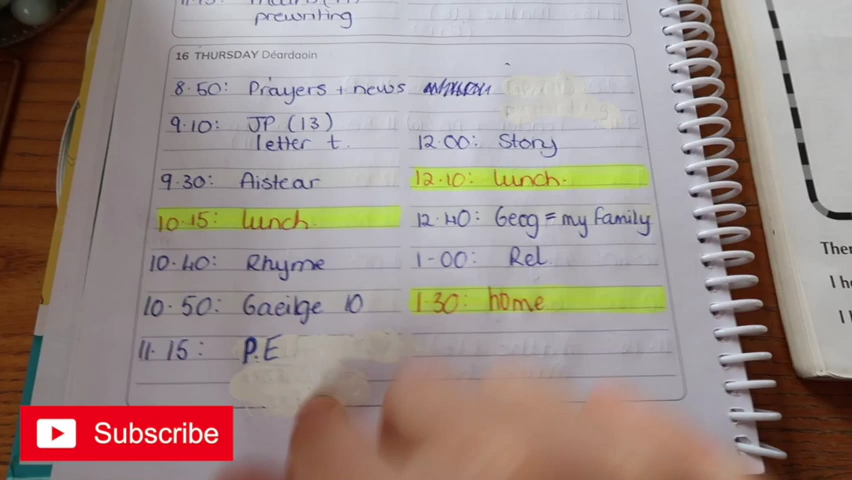 prewriting
16 THURSDAY Déardaoin
8.50: Prayers + news
9.10: JP (13)
letter t.
9.30: Aistear
10.15: lunch.
10.40: Rhyme
10.50: Gaeilge 10
11.15: P.E
12.00: Story
12.10: lunch.
12.40: Geog = my family
1-00: Rel.
1.30: home
Subscribe